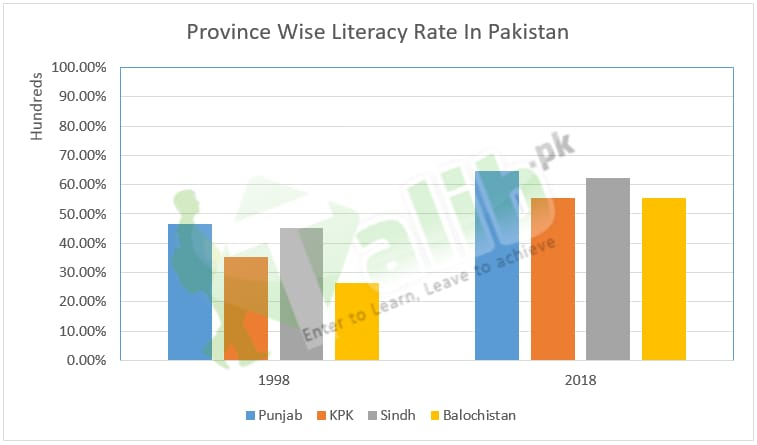 Province Wise Literacy Rate In Pakistan
Hundreds
100.00%
90.00%
80.00%
70.00%
60.00%
50.00%
40.00%
30.00%
20.00%
10.00%
0.00%
1998
2018
Punjab KPK Sindh Balochistan
Talib.pk
Enter to Learn, Leave to achieve